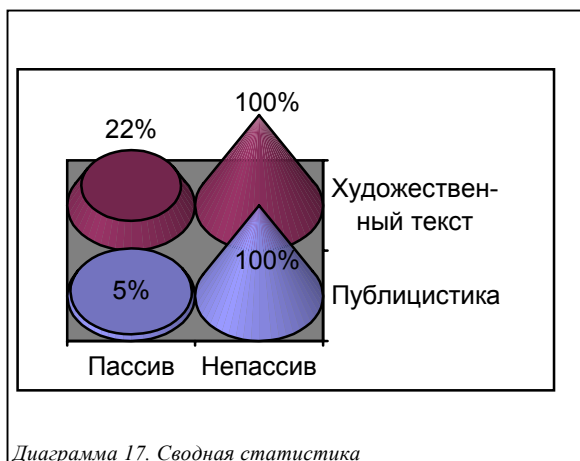 100%
22%
Художествен-
ный текст
100%
5%
Публицистика
Пассив Непассив
Диаграмма 17. Сводная статистика